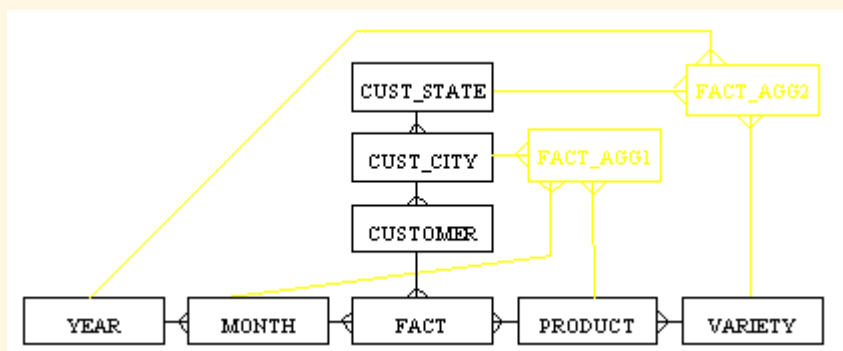 CUST_STATE
FACT_AGG2
CUST_CITY
FACT_AGG1
CUSTOMER
YEAR
MONTH
FACT
PRODUCT
VARIETY